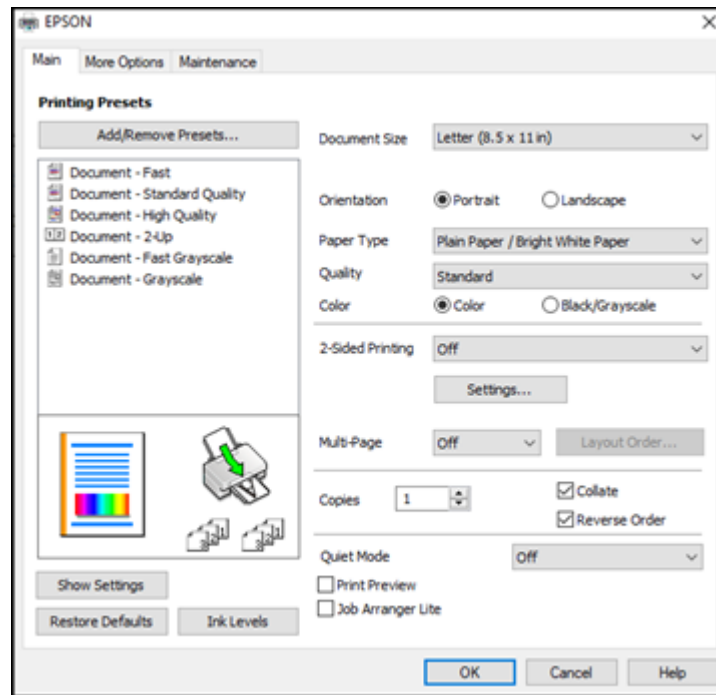 EPSON
Main More Options Maintenance
Printing Presets
Add/Remove Presets...
Document - Fast
Document - Standard Quality
Document - High Quality
Document - 2-Up
Document - Fast Grayscale
Document - Grayscale
Show Settings
Restore Defaults Ink Levels
Document Size Letter (8.5 x 11 in)
Orientation Portrait Landscape
Paper Type Plain Paper / Bright White Paper
Quality Standard
Color Color Black/Grayscale
2-Sided Printing Off
Settings...
Multi-Page Off Layout Order...
Copies 1 Collate
Reverse Order
Quiet Mode Off
Print Preview
Job Arranger Lite
OK Cancel Help